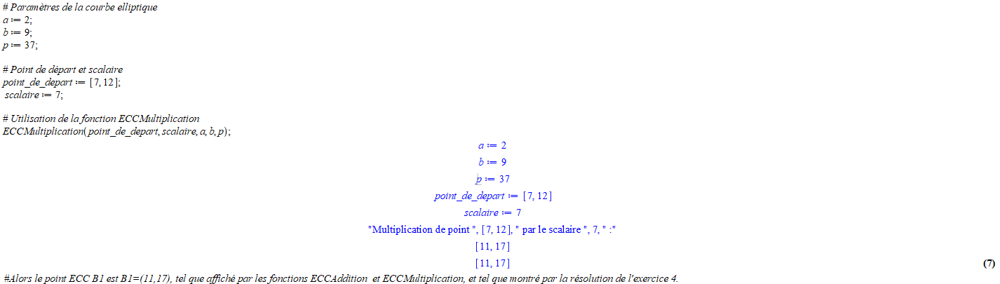 # Paramètres de la courbe elliptique
a := 2;
b := 9;
p := 37;
# Point de départ et scalaire
point_de_depart := [7, 12];
scalaire := 7;
# Utilisation de la fonction ECCMultiplication
ECCMultiplication(point_de_depart, scalaire, a, b, p);
a := 2
b := 9
p := 37
point_de_depart := [7, 12]
scalaire := 7
"Multiplication de point ", [7, 12], " par le scalaire ", 7, " :"
[11, 17]
[11, 17] (7)
#Alors le point ECC B1 est B1=(11,17), tel que affiché par les fonctions ECCAddition et ECCMultiplication, et tel que montré par la résolution de l'exercice 4.